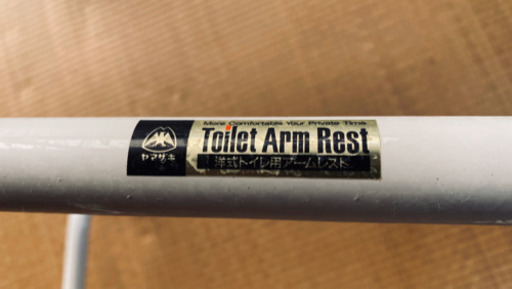 More Comfortable Your Private Time
Toilet Arm Rest
洋式トイレ用アームレスト
ヤマザキ